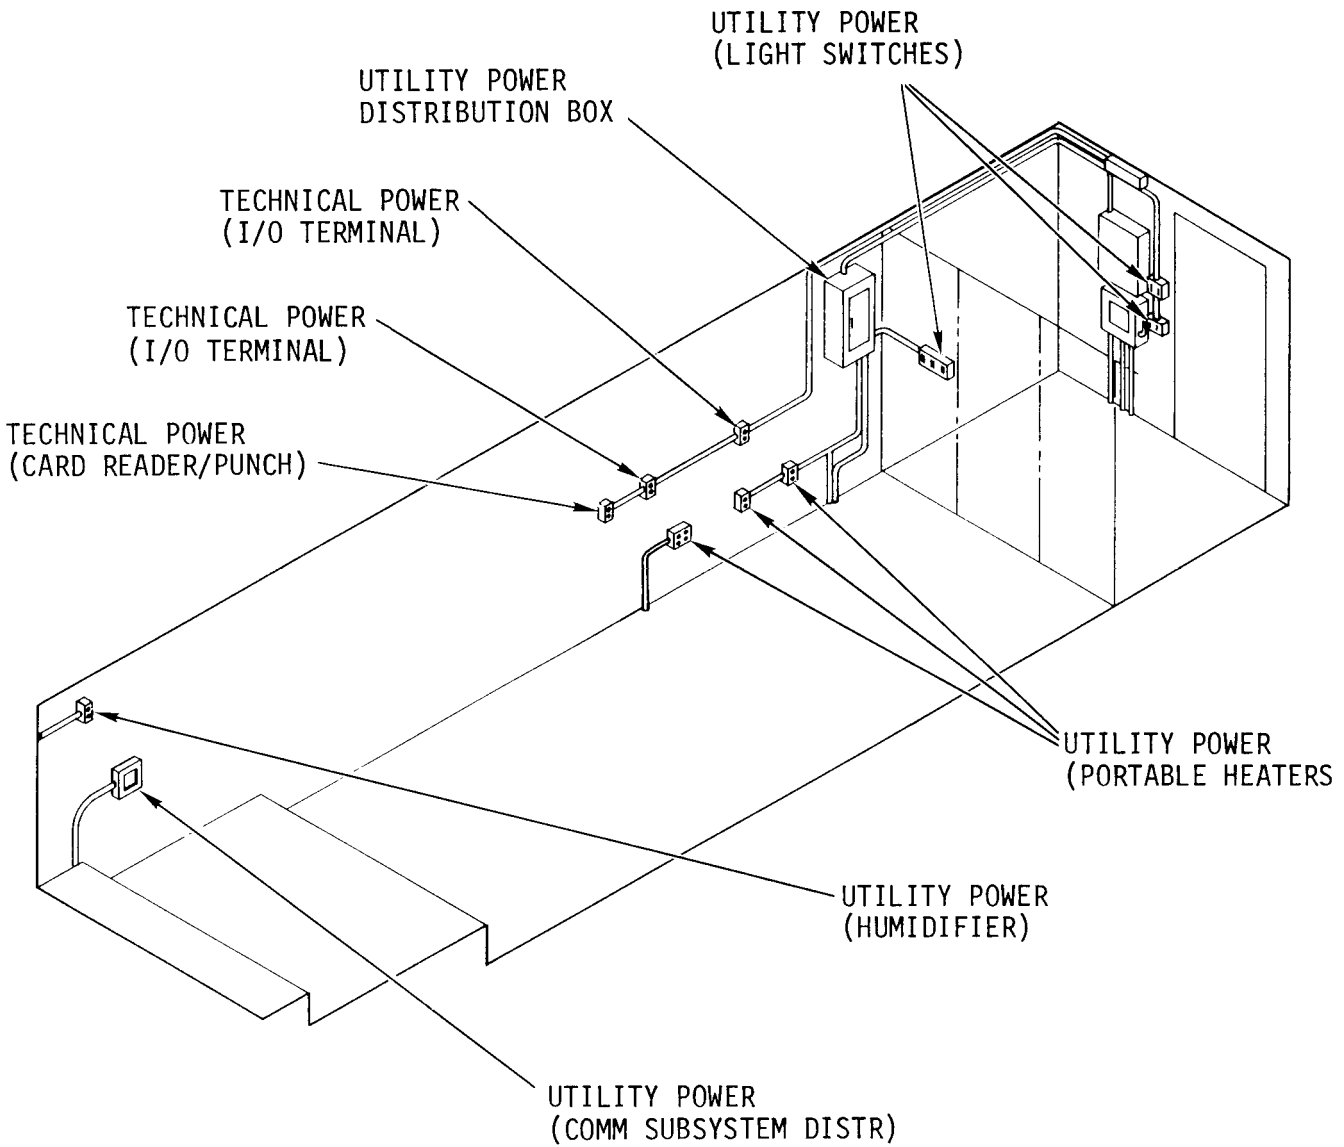 UTILITY POWER
(LIGHT SWITCHES)
UTILITY POWER
DISTRIBUTION BOX
TECHNICAL POWER
(I/O TERMINAL)
TECHNICAL POWER
(I/O TERMINAL)
TECHNICAL POWER
(CARD READER/PUNCH)
UTILITY POWER
(PORTABLE HEATERS
UTILITY POWER
(HUMIDIFIER)
UTILITY POWER
(COMM SUBSYSTEM DISTR)